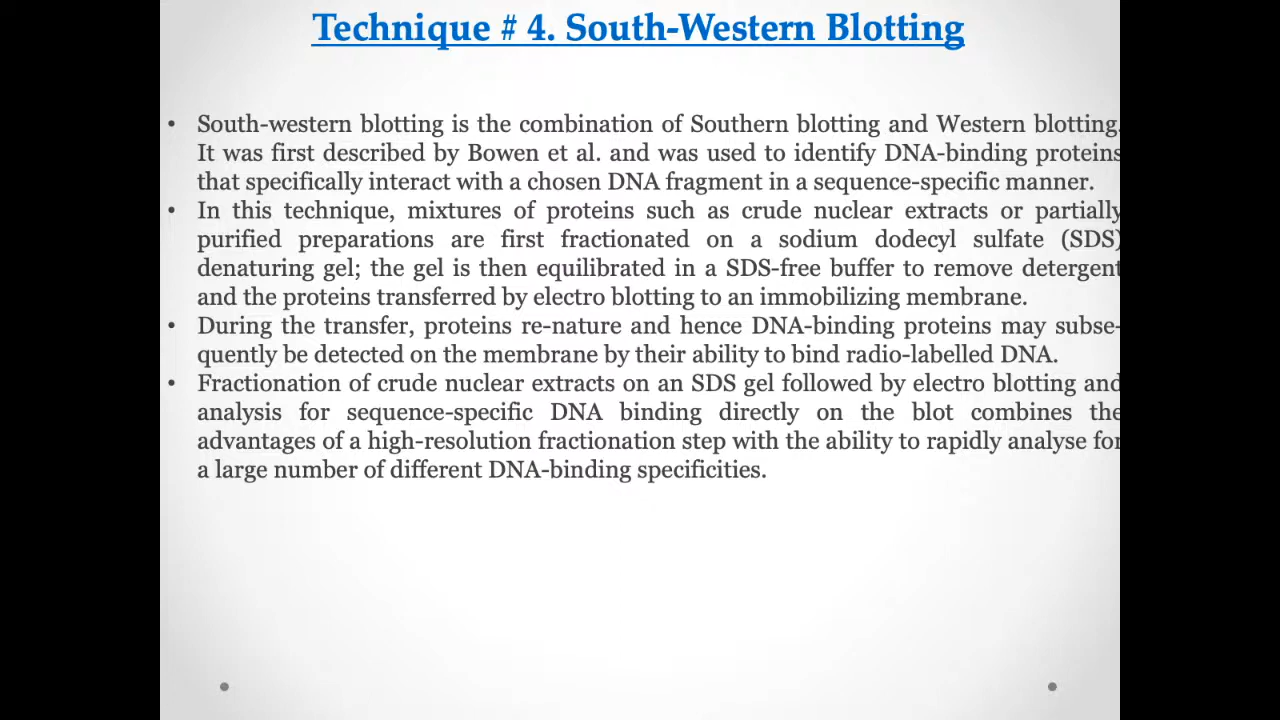 Technique # 4. South-Western Blotting
• South-western blotting is the combination of Southern blotting and Western blotting.
It was first described by Bowen et al. and was used to identify DNA-binding proteins
that specifically interact with a chosen DNA fragment in a sequence-specific manner.
• In this technique, mixtures of proteins such as crude nuclear extracts or partially
purified preparations are first fractionated on a sodium dodecyl sulfate (SDS)
denaturing gel; the gel is then equilibrated in a SDS-free buffer to remove detergent
and the proteins transferred by electro blotting to an immobilizing membrane.
• During the transfer, proteins re-nature and hence DNA-binding proteins may subse-
quently be detected on the membrane by their ability to bind radio-labelled DNA.
• Fractionation of crude nuclear extracts on an SDS gel followed by electro blotting and
analysis for sequence-specific DNA binding directly on the blot combines the
advantages of a high-resolution fractionation step with the ability to rapidly analyse for
a large number of different DNA-binding specificities.